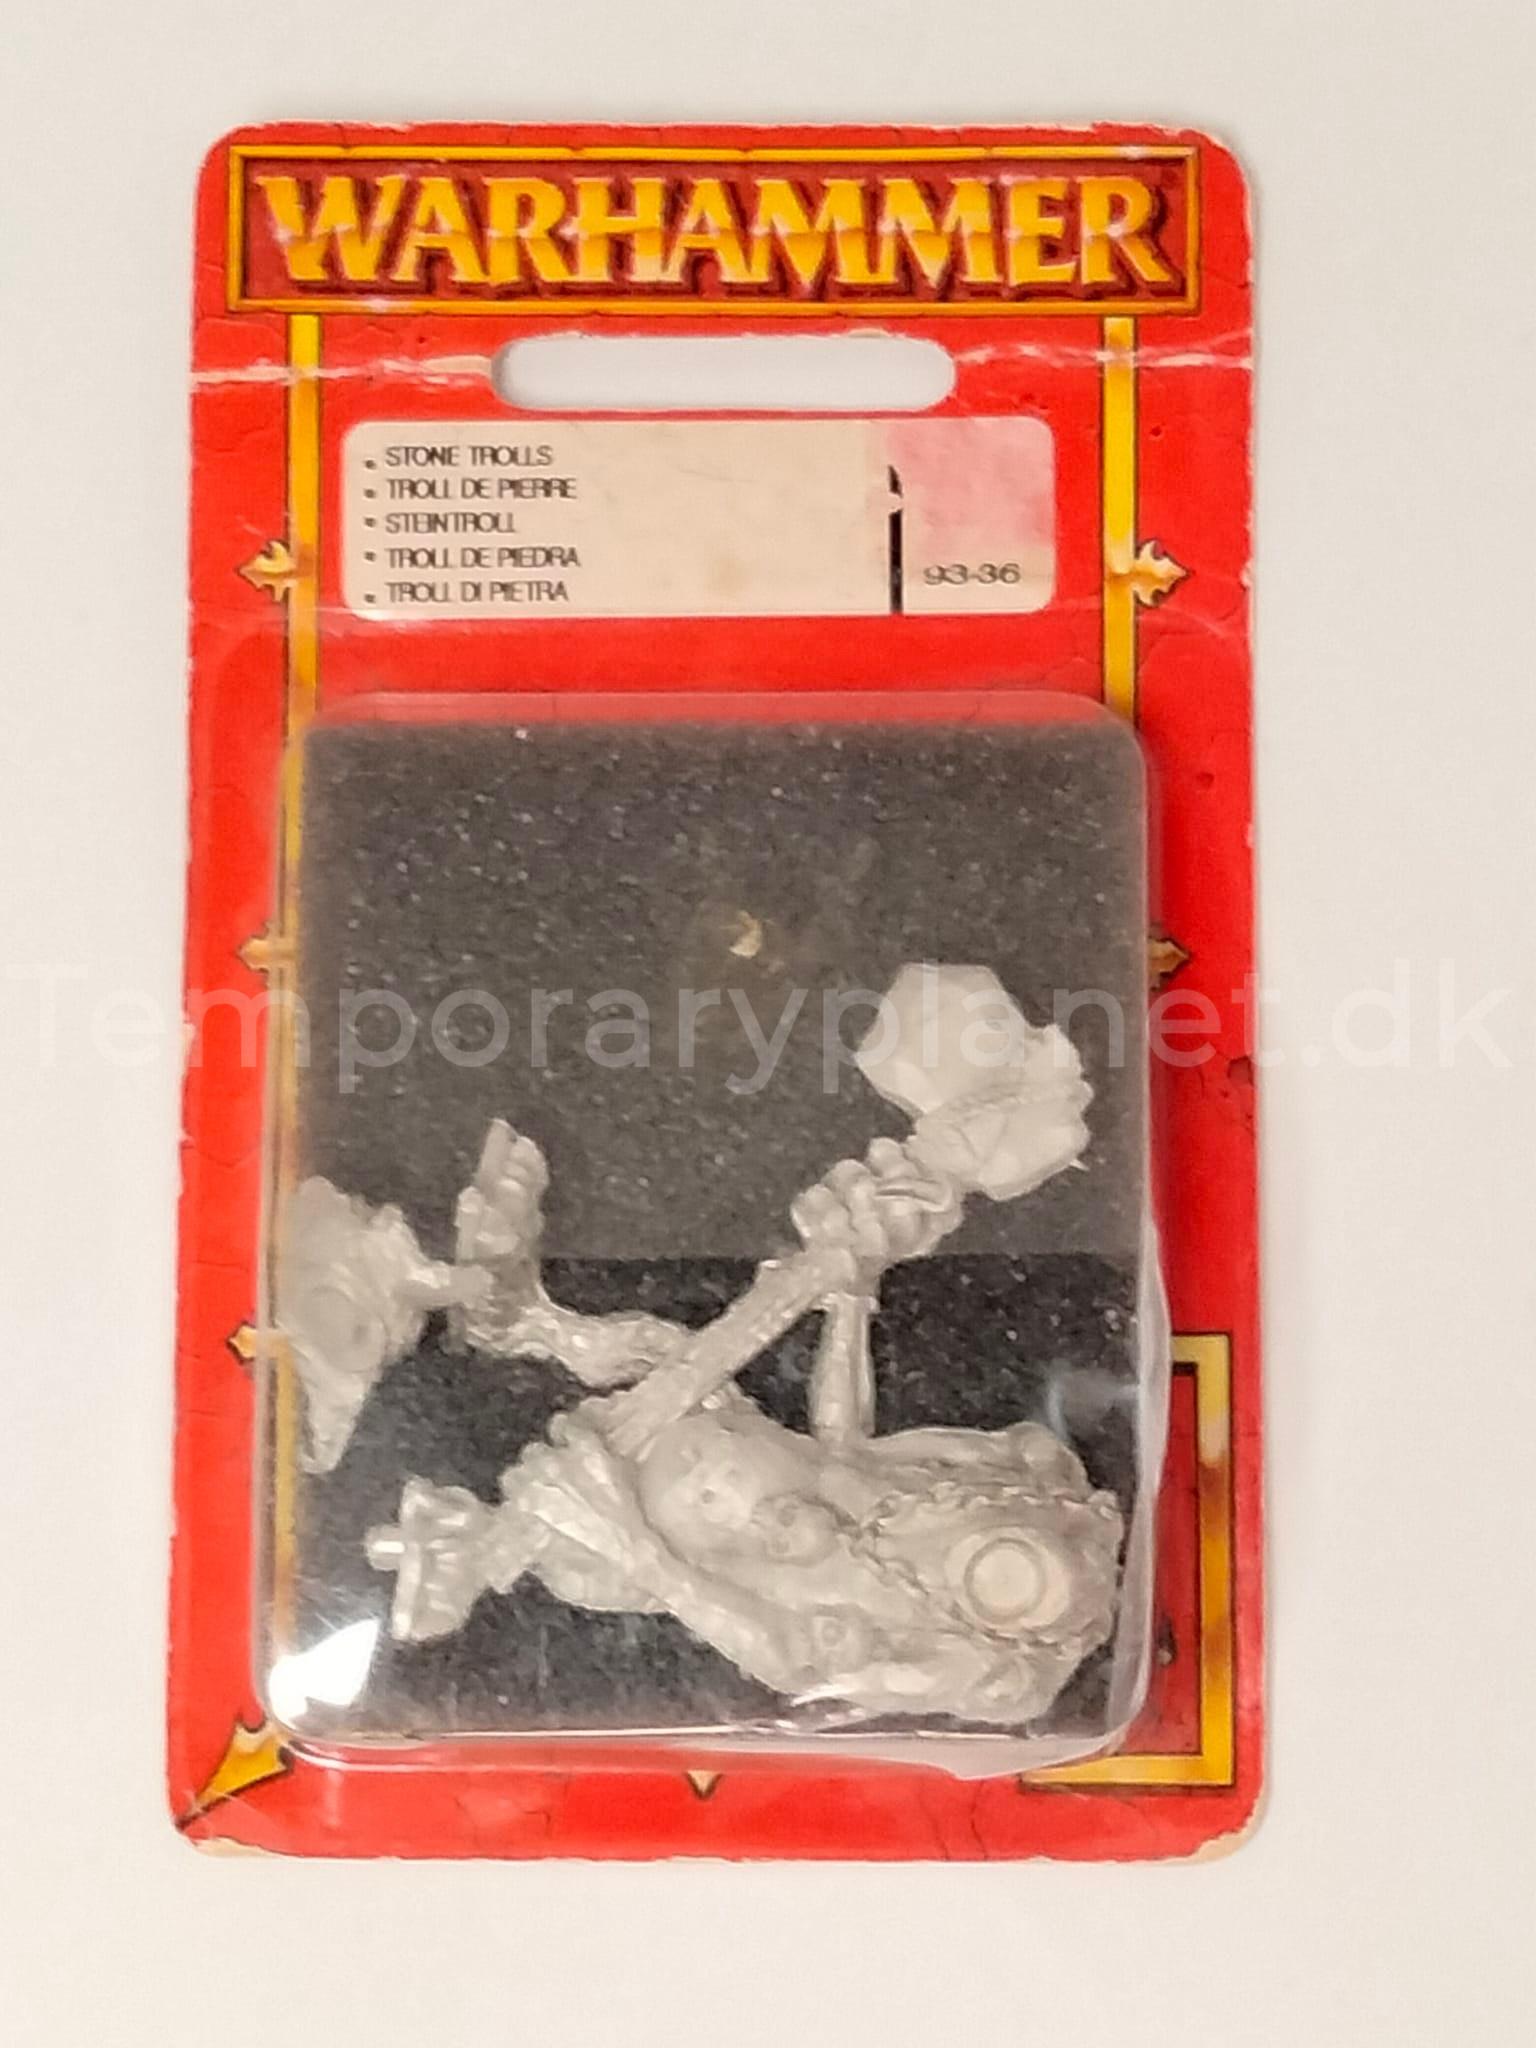 WARHAMMER
• STONE TROLLS
• TROLL DE PIERRE
• STEINTROLL
• TROLL DE PIEDRA
• TROLL DI PIETRA
93-36
Temporaryplanet.dk